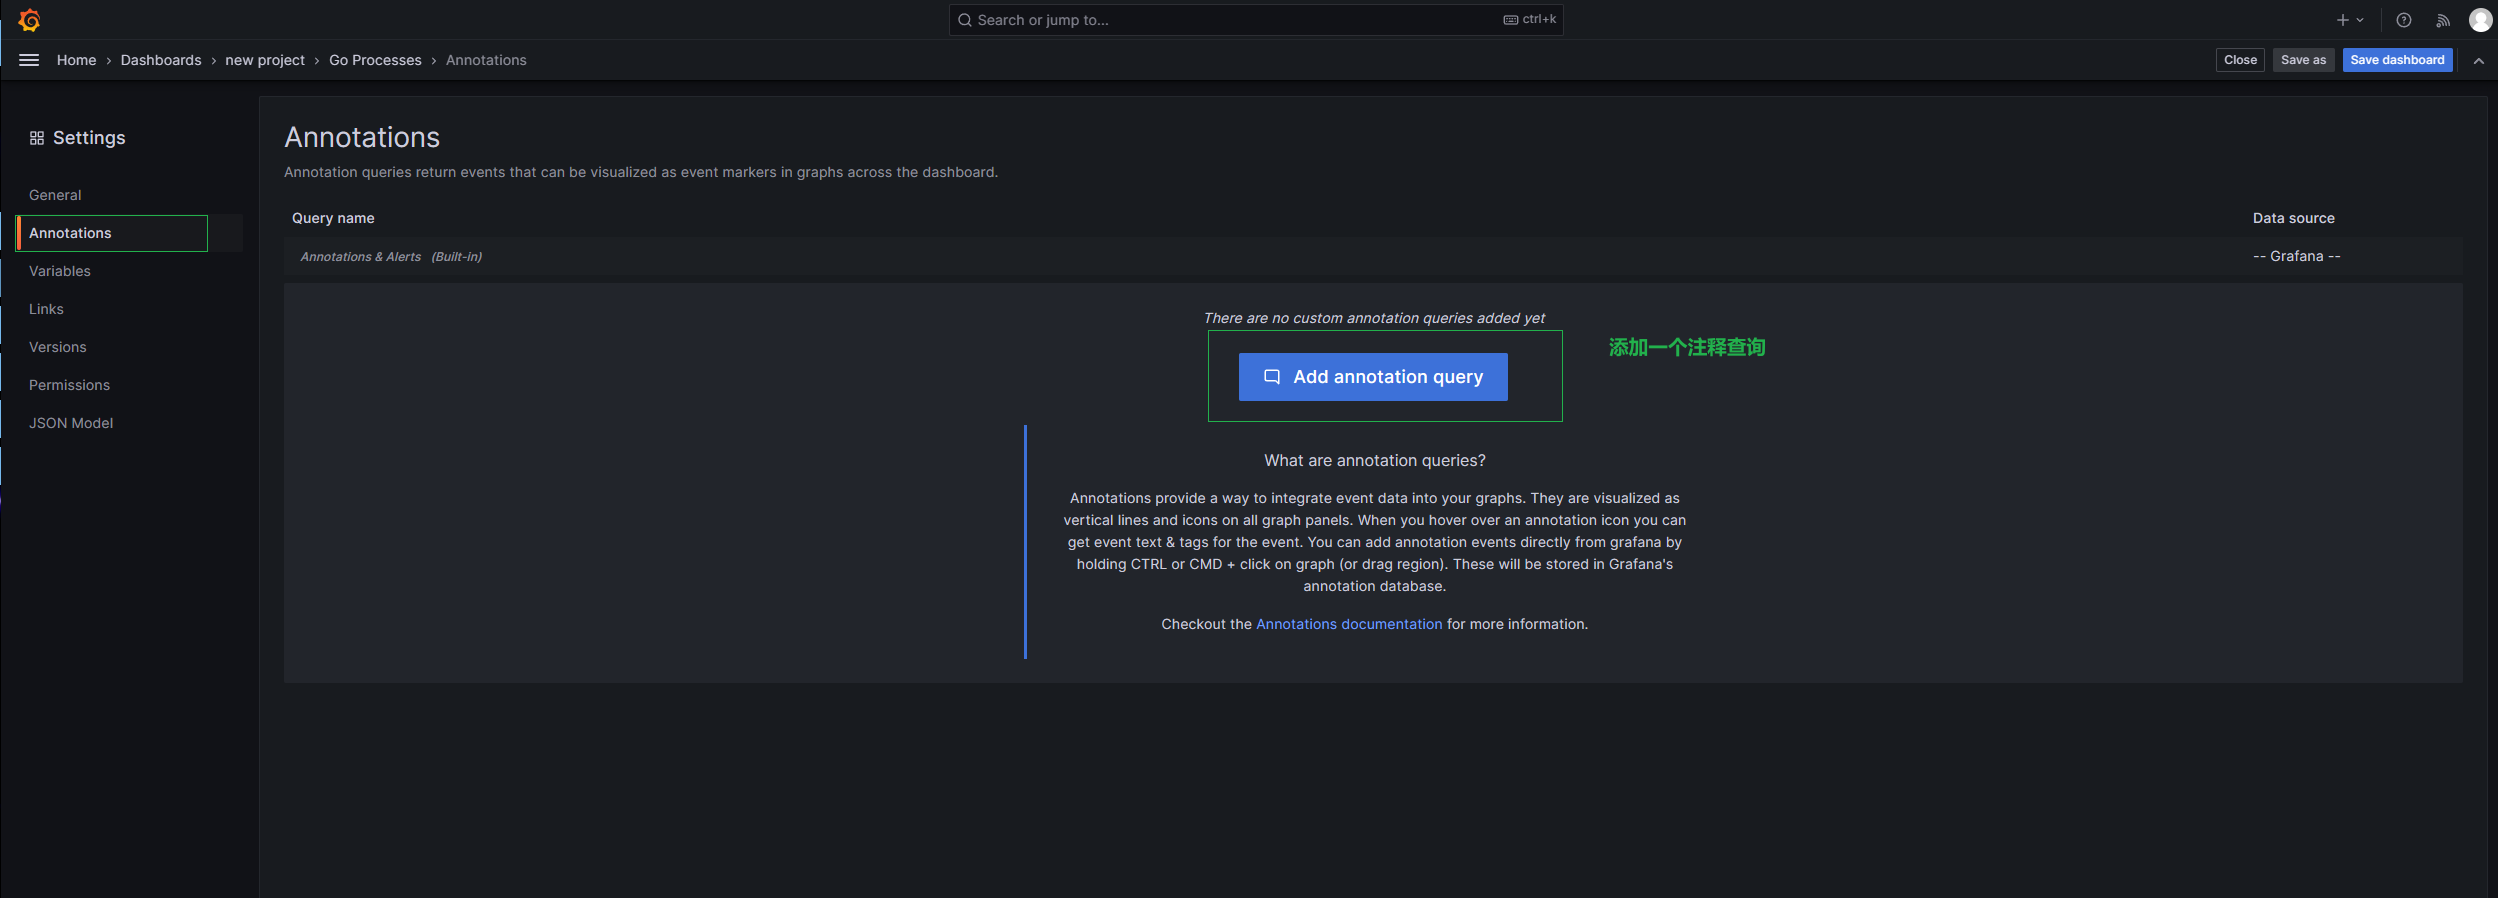 Search or jump to...
ctrl+k
Home › Dashboards › new project › Go Processes › Annotations
Close
Save as
Save dashboard
Settings
General
Annotations
Variables
Links
Versions
Permissions
JSON Model
Annotations
Annotation queries return events that can be visualized as event markers in graphs across the dashboard.
Query name
Data source
Annotations & Alerts (Built-in)
-- Grafana --
There are no custom annotation queries added yet
添加一个注释查询
Add annotation query
What are annotation queries?
Annotations provide a way to integrate event data into your graphs. They are visualized as
vertical lines and icons on all graph panels. When you hover over an annotation icon you can
get event text & tags for the event. You can add annotation events directly from grafana by
holding CTRL or CMD + click on graph (or drag region). These will be stored in Grafana's
annotation database.
Checkout the Annotations documentation for more information.